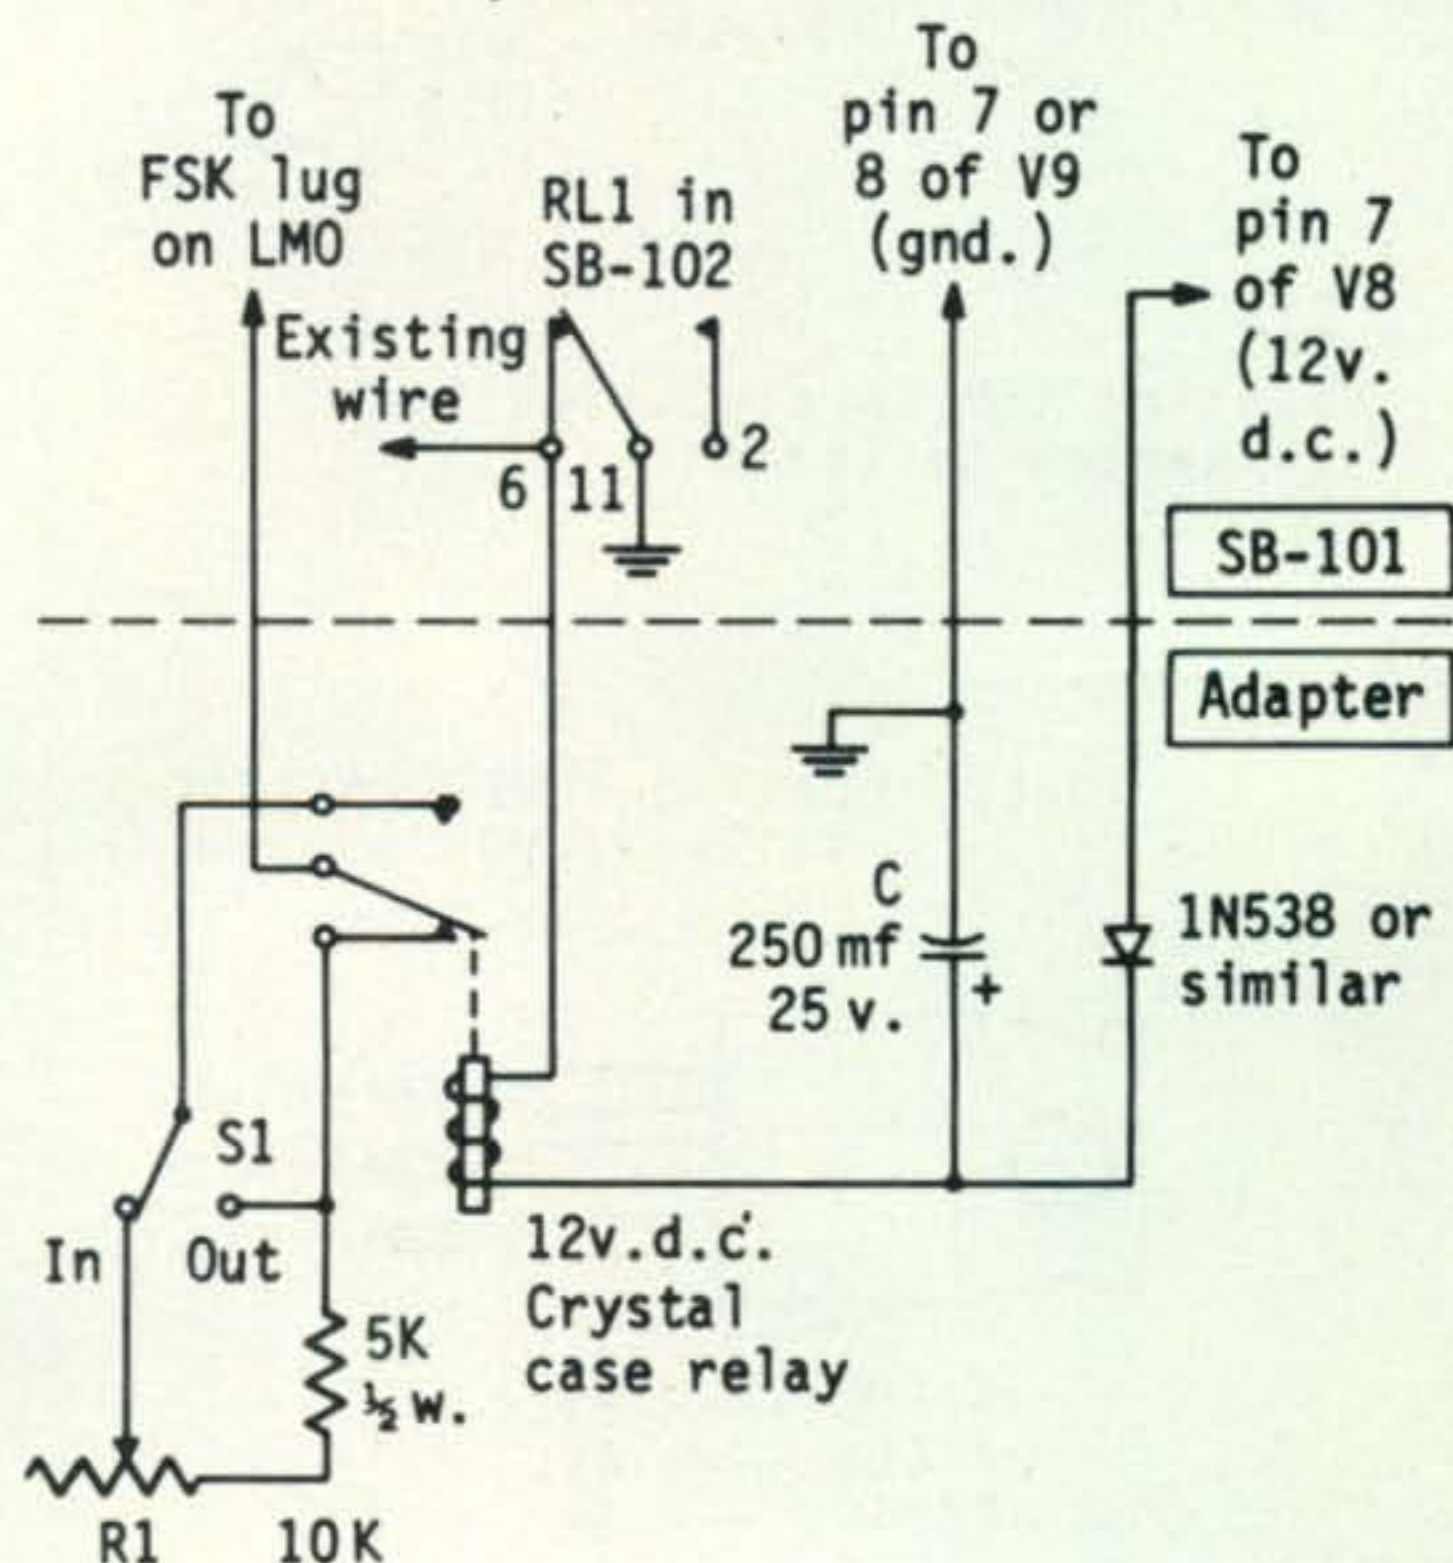 To
FSK lug
on LMO
RL1 in
SB-102
To
pin 7 or
8 of V9
(gnd.)
To
pin 7
of V8
(12v.
d.c.)
Existing
wire
6
11
2
SB-101
Adapter
C
250 mf
25 v.
+
1N538 or
similar
S1
In
Out
12v.d.c.
Crystal
case relay
5K
½ w.
R1
10K